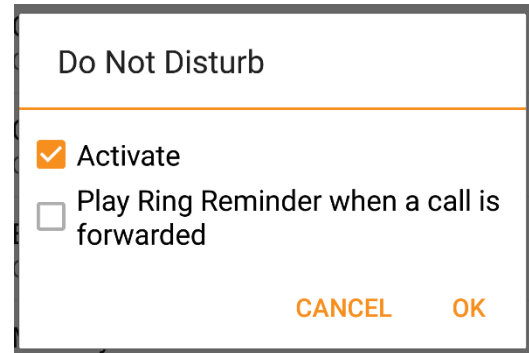 Do Not Disturb
Activate
Play Ring Reminder when a call is
forwarded
CANCEL OK